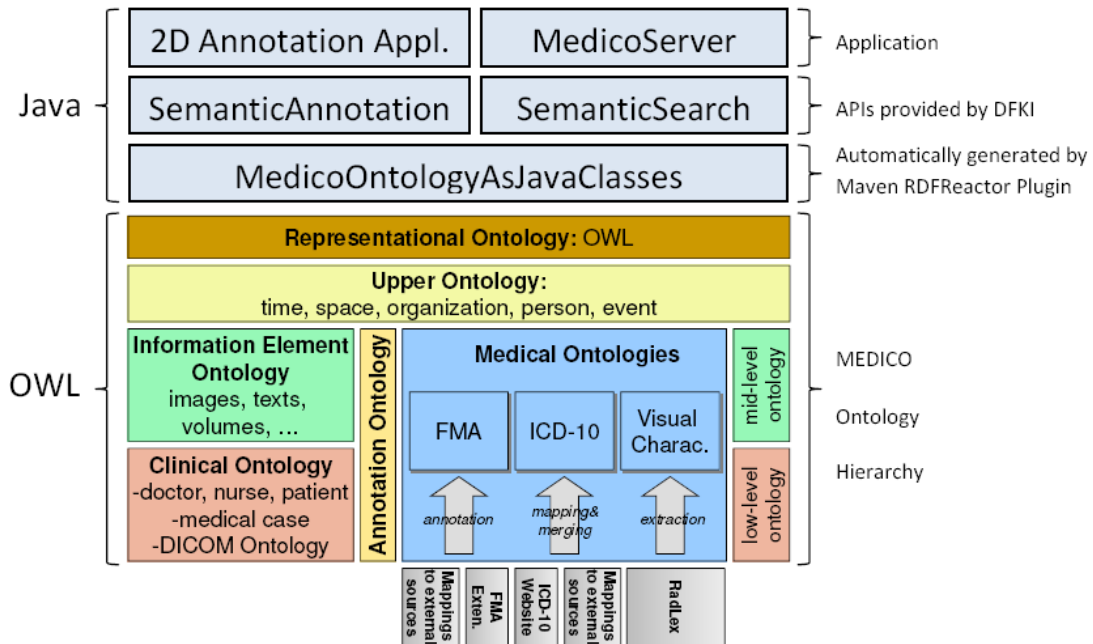 2D Annotation Appl.
MedicoServer
Application
Java
SemanticAnnotation
SemanticSearch
APIs provided by DFKI
MedicoOntologyAsJavaClasses
Automatically generated by
Maven RDFReactor Plugin
Representational Ontology: OWL
Upper Ontology:
time, space, organization, person, event
OWL
Information Element
Ontology
images, texts,
volumes, ...
Clinical Ontology
-doctor, nurse, patient
-medical case
-DICOM Ontology
Annotation Ontology
Medical Ontologies
FMA
ICD-10
Visual
Charac.
annotation
mapping&
merging
extraction
mid-level
ontology
low-level
ontology
MEDICO
Ontology
Hierarchy
Mappings
to external
sources
FMA
Exten.
ICD-10
Website
Mappings
to external
sources
RadLex